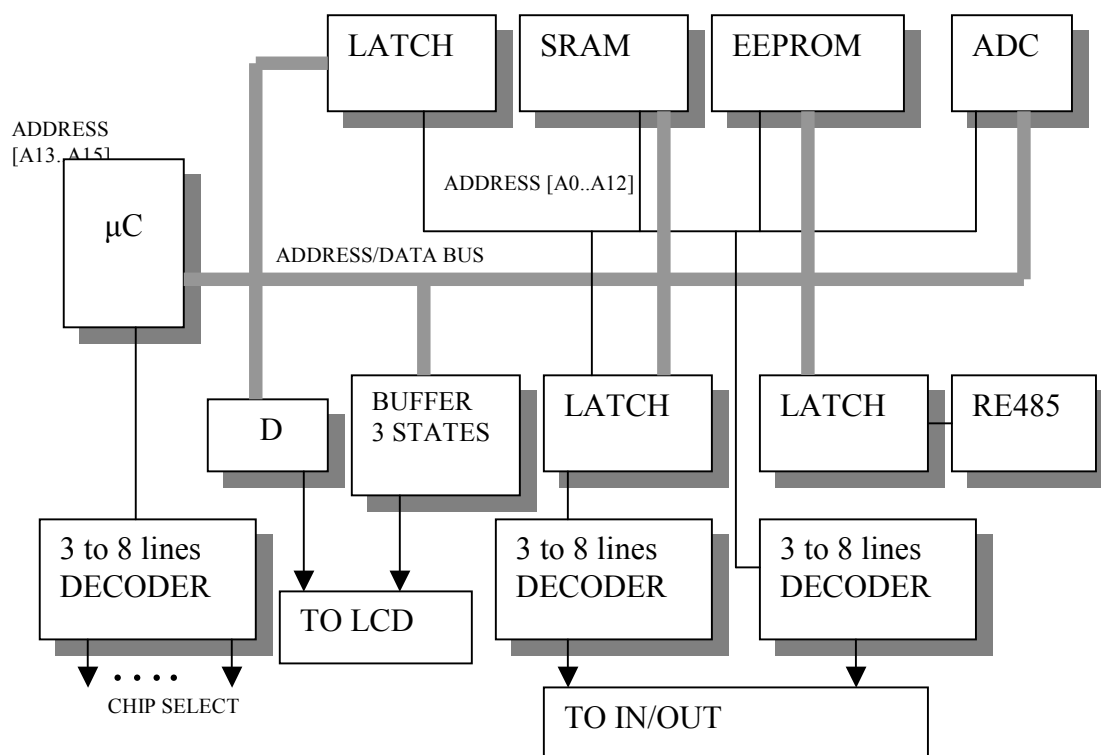 LATCH
SRAM
EEPROM
ADC
ADDRESS
[A13..A15]
μC
ADDRESS [A0..A12]
ADDRESS/DATA BUS
D
BUFFER
3 STATES
LATCH
LATCH
RE485
3 to 8 lines
DECODER
TO LCD
3 to 8 lines
DECODER
3 to 8 lines
DECODER
CHIP SELECT
TO IN/OUT